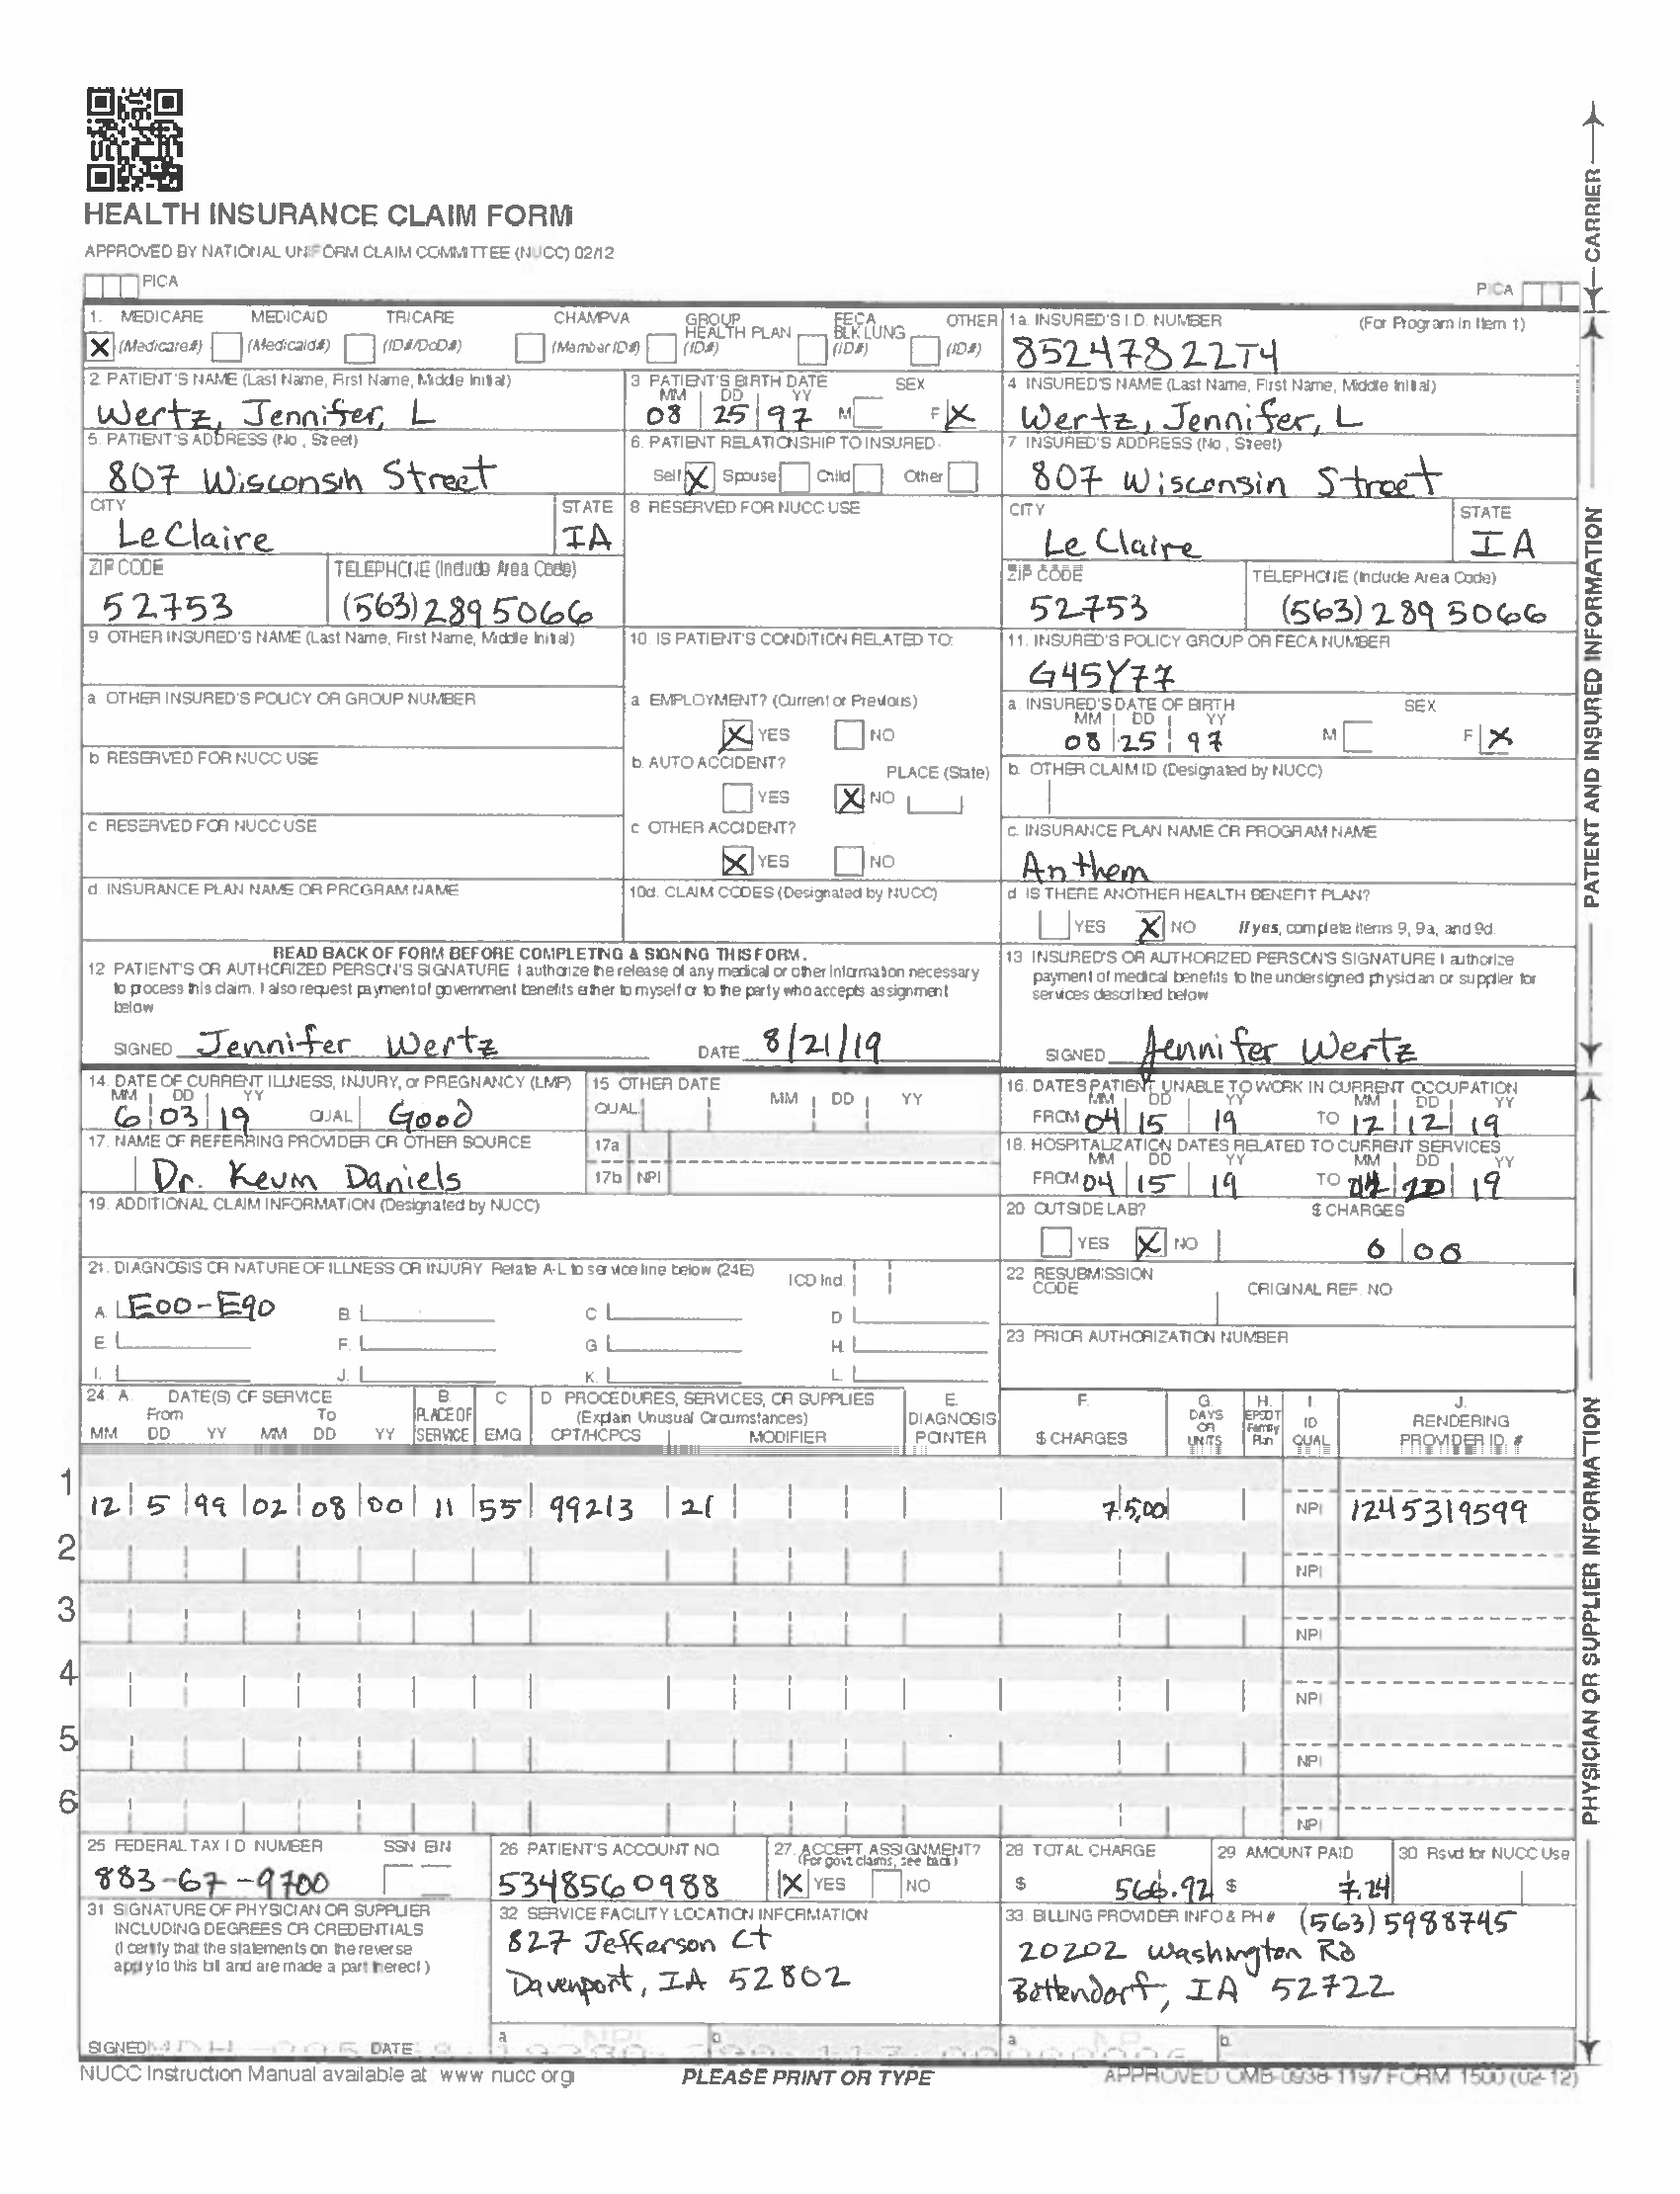 HEALTH INSURANCE CLAIM FORM
APPROVED BY NATIONAL UNIFORM CLAIM COMMITTEE (NUCC) 02/12
PICA
PICA
CARRIER
1. MEDICARE MEDICAID TRICARE CHAMPVA GROUP HEALTH PLAN FECA BLK LUNG OTHER
X (Medicare#) (Medicaid#) (ID#/DoD#) (Member ID#) (ID#) (ID#) (ID#)
1a. INSURED'S I.D. NUMBER (For Program in Item 1)
85247822T4
2. PATIENT'S NAME (Last Name, First Name, Middle Initial)
Wertz, Jennifer, L
3 PATIENT'S BIRTH DATE SEX
MM DD YY
08 25 97 M F X
4 INSURED'S NAME (Last Name, First Name, Middle Initial)
Wertz, Jennifer, L
5. PATIENT'S ADDRESS (No., Street)
807 Wisconsin Street
6. PATIENT RELATIONSHIP TO INSURED
Self X Spouse Child Other
7 INSURED'S ADDRESS (No., Street)
807 Wisconsin Street
CITY STATE
LeClaire IA
8 RESERVED FOR NUCC USE
CITY STATE
Le Claire IA
ZIP CODE TELEPHONE (Include Area Code)
52753 (563) 289 5066
ZIP CODE TELEPHONE (Include Area Code)
52753 (563) 289 5066
9 OTHER INSURED'S NAME (Last Name, First Name, Middle Initial)
10. IS PATIENT'S CONDITION RELATED TO:
11. INSURED'S POLICY GROUP OR FECA NUMBER
G45Y77
a OTHER INSURED'S POLICY OR GROUP NUMBER
a EMPLOYMENT? (Current or Previous)
X YES NO
a. INSURED'S DATE OF BIRTH SEX
MM DD YY
08 25 97 M F X
b RESERVED FOR NUCC USE
b. AUTO ACCIDENT? PLACE (State)
YES X NO
b. OTHER CLAIM ID (Designated by NUCC)
c RESERVED FOR NUCC USE
c OTHER ACCIDENT?
X YES NO
c. INSURANCE PLAN NAME OR PROGRAM NAME
Anthem
d. INSURANCE PLAN NAME OR PROGRAM NAME
10d. CLAIM CODES (Designated by NUCC)
d IS THERE ANOTHER HEALTH BENEFIT PLAN?
YES X NO If yes, complete items 9, 9a, and 9d.
READ BACK OF FORM BEFORE COMPLETING & SIGNING THIS FORM.
12 PATIENT'S OR AUTHORIZED PERSON'S SIGNATURE I authorize the release of any medical or other information necessary
to process this claim. I also request payment of government benefits either to myself or to the party who accepts assignment
below
SIGNED Jennifer Wertz DATE 8/21/19
13 INSURED'S OR AUTHORIZED PERSON'S SIGNATURE I authorize
payment of medical benefits to the undersigned physician or supplier for
services described below
SIGNED Jennifer Wertz
PATIENT AND INSURED INFORMATION
14. DATE OF CURRENT ILLNESS, INJURY, or PREGNANCY (LMP)
MM DD YY
6 03 19 QUAL Good
15 OTHER DATE
QUAL MM DD YY
16. DATES PATIENT UNABLE TO WORK IN CURRENT OCCUPATION
MM DD YY MM DD YY
FROM 04 15 19 TO 12 12 19
17. NAME OF REFERRING PROVIDER OR OTHER SOURCE
Dr. Kevin Daniels
17a
17b NPI
18. HOSPITALIZATION DATES RELATED TO CURRENT SERVICES
MM DD YY MM DD YY
FROM 04 15 19 TO 20 19
19. ADDITIONAL CLAIM INFORMATION (Designated by NUCC)
20 OUTSIDE LAB? $ CHARGES
YES X NO 0 00
21. DIAGNOSIS OR NATURE OF ILLNESS OR INJURY Relate A-L to service line below (24E) ICD Ind
A. E00-E90 B. C. D.
E. F. G. H.
I. J. K. L.
22 RESUBMISSION CODE ORIGINAL REF. NO
23 PRIOR AUTHORIZATION NUMBER
24. A. DATE(S) OF SERVICE B. C D PROCEDURES, SERVICES, OR SUPPLIES E. F. G. H. I. J.
From To PLACE OF (Explain Unusual Circumstances) DIAGNOSIS DAYS OR EPSDT Family ID RENDERING
MM DD YY MM DD YY SERVICE EMG CPT/HCPCS MODIFIER POINTER $ CHARGES UNITS Plan QUAL PROVIDER ID. #
1
12 5 99 02 08 00 11 55 99213 21 75,00 NPI 1245319599
2
NPI
3
NPI
4
NPI
5
NPI
6
NPI
PHYSICIAN OR SUPPLIER INFORMATION
25 FEDERAL TAX I D NUMBER SSN EIN
883-67-9700
26 PATIENT'S ACCOUNT NO.
5348560988
27. ACCEPT ASSIGNMENT?
(For govt claims, see back)
X YES NO
28 TOTAL CHARGE
$ 566.92
29 AMOUNT PAID
$ 7.24
30 Rsvd for NUCC Use
31 SIGNATURE OF PHYSICIAN OR SUPPLIER
INCLUDING DEGREES OR CREDENTIALS
(I certify that the statements on the reverse
apply to this bill and are made a part thereof)
SIGNED DATE
32 SERVICE FACILITY LOCATION INFORMATION
827 Jefferson Ct
Davenport, IA 52802
a b
33. BILLING PROVIDER INFO & PH # (563) 5988745
20202 Washington Rd
Bettendorf, IA 52722
a b.
NUCC Instruction Manual available at www nucc org
PLEASE PRINT OR TYPE
APPROVED OMB-0938-1197 FORM 1500 (02-12)